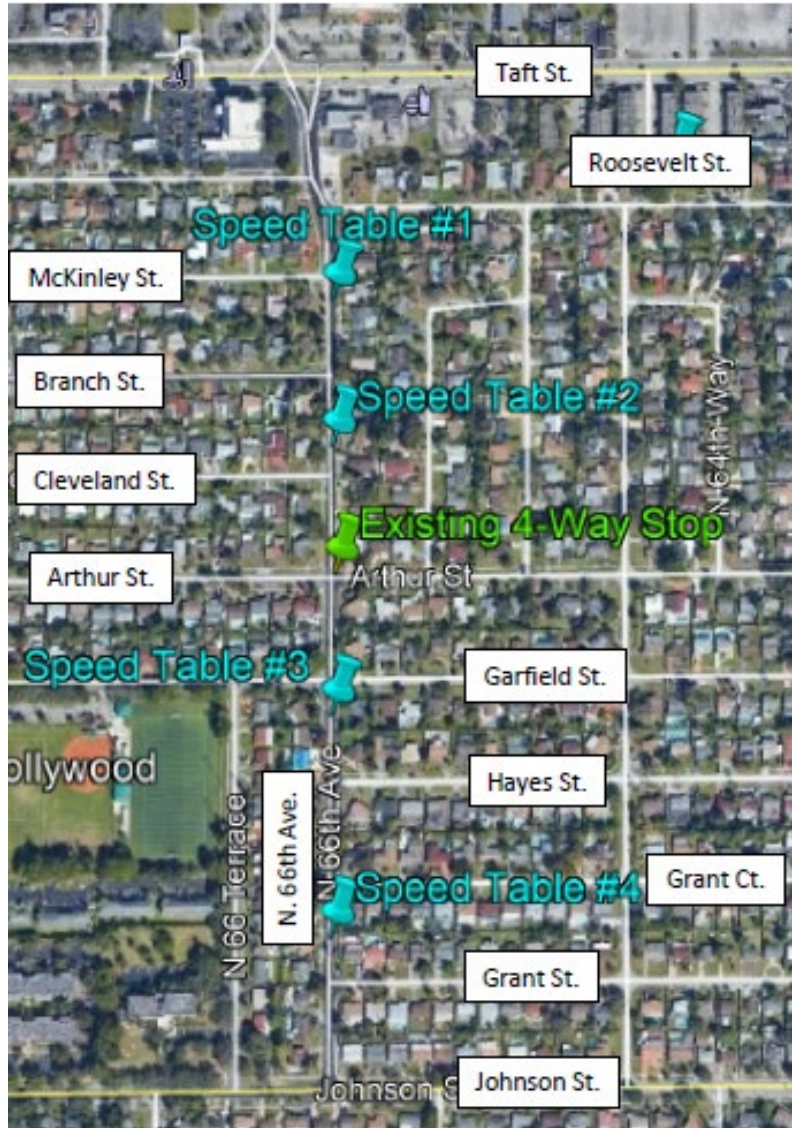 Taft St.
Roosevelt St.
Speed Table #1
McKinley St.
Branch St.
Speed Table #2
N 64th Way
Cleveland St.
Existing 4-Way Stop
Arthur St.
Arthur St
Speed Table #3
Garfield St.
ollywood
Hayes St.
N. 66th Ave.
N 66th Ave
N 66 Terrace
Grant Ct.
Speed Table #4
Grant St.
Johnson S
Johnson St.